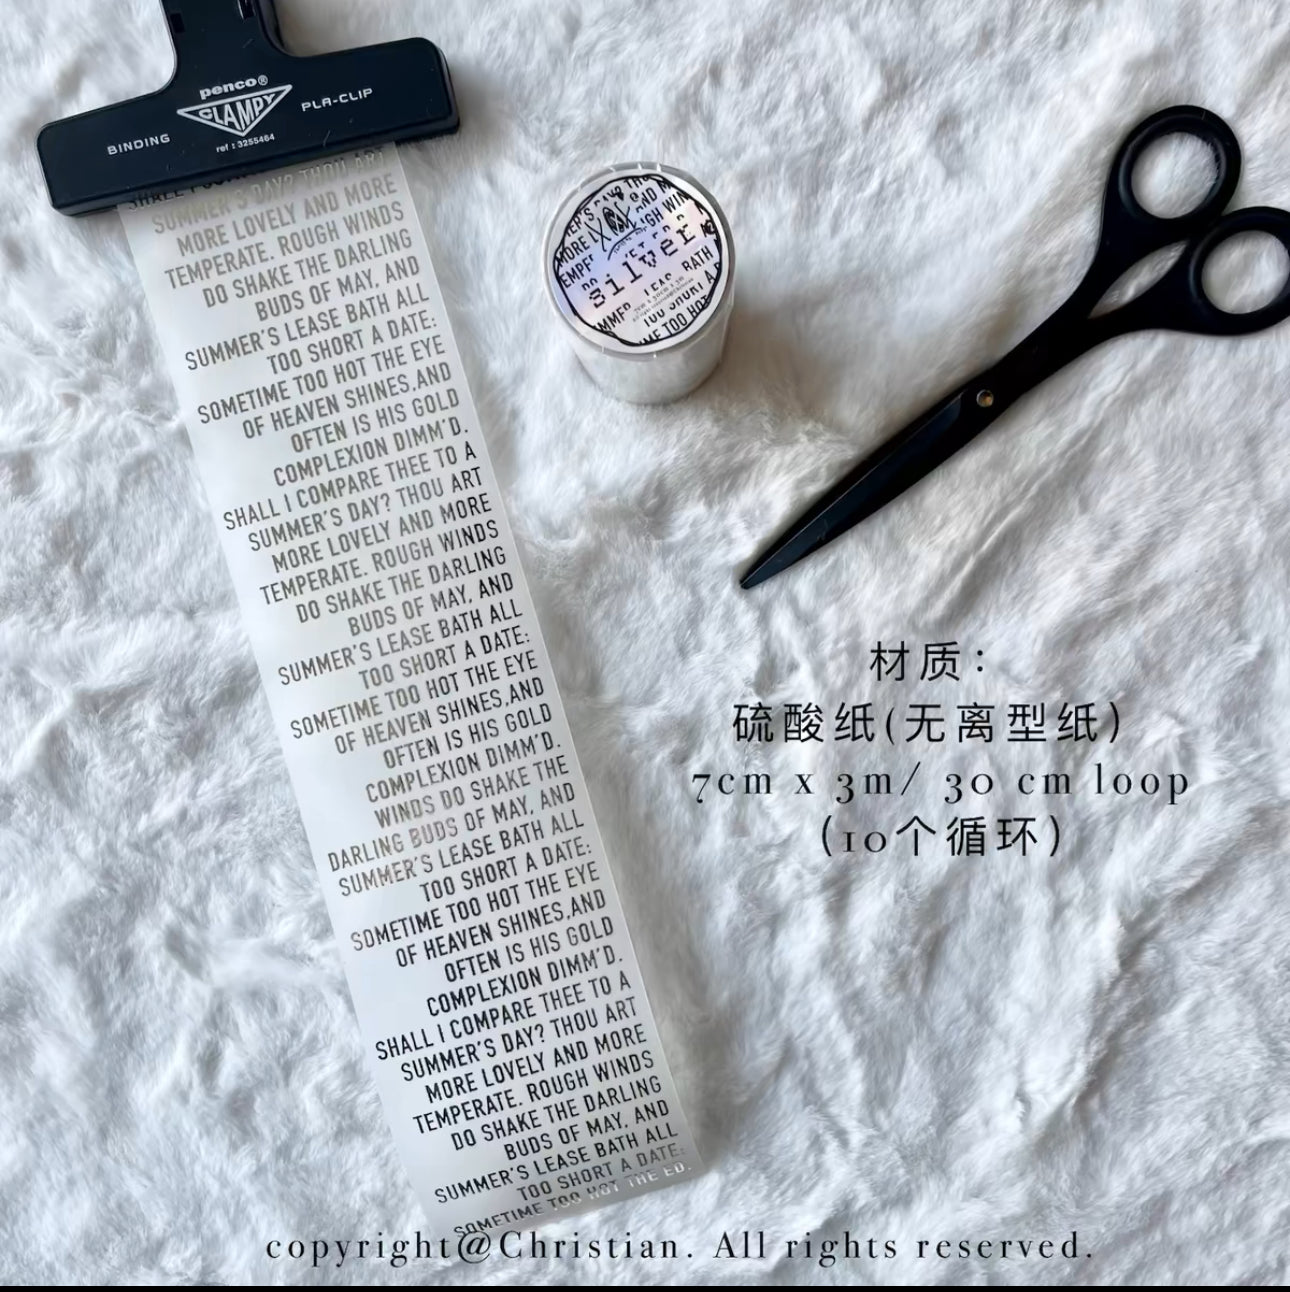 penco®
CLAMPY
BINDING
PLA-CLIP
ref : 3255464
SUMMER'S DAY? THOU ART
MORE LOVELY AND MORE
TEMPERATE. ROUGH WINDS
DO SHAKE THE DARLING
BUDS OF MAY, AND
SUMMER'S LEASE BATH ALL
TOO SHORT A DATE:
SOMETIME TOO HOT THE EYE
OF HEAVEN SHINES,AND
OFTEN IS HIS GOLD
COMPLEXION DIMM'D.
SHALL I COMPARE THEE TO A
SUMMER'S DAY? THOU ART
MORE LOVELY AND MORE
TEMPERATE. ROUGH WINDS
DO SHAKE THE DARLING
BUDS OF MAY, AND
SUMMER'S LEASE BATH ALL
TOO SHORT A DATE:
SOMETIME TOO HOT THE EYE
OF HEAVEN SHINES,AND
OFTEN IS HIS GOLD
COMPLEXION DIMM'D.
WINDS DO SHAKE THE
DARLING BUDS OF MAY, AND
SUMMER'S LEASE BATH ALL
TOO SHORT A DATE:
SOMETIME TOO HOT THE EYE
OF HEAVEN SHINES,AND
OFTEN IS HIS GOLD
COMPLEXION DIMM'D.
SHALL I COMPARE THEE TO A
SUMMER'S DAY? THOU ART
MORE LOVELY AND MORE
TEMPERATE. ROUGH WINDS
DO SHAKE THE DARLING
BUDS OF MAY, AND
SUMMER'S LEASE BATH ALL
TOO SHORT A DATE:
SOMETIME TOO HOT THE ED.
silver
材质：
硫酸纸(无离型纸)
7cm x 3m/ 30 cm loop
(10个循环)
copyright@Christian. All rights reserved.